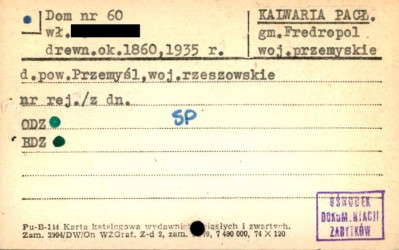 Dom nr 60
wł.
drewn.ok.1860,1935 r.
KALWARIA PACŁ.
gm.Fredropol
woj.przemyskie
d.pow.Przemyśl,woj.rzeszowskie
nr rej./z dn.
ODZ
BDZ
SP
Pu-B-114 Karta katalogowa wydawnictw ciągłych i zwartych.
Zam. 2994/DW/On WZGraf. Z-d 2, zam. 79, 7 490 000, 74 X 120
OŚRODEK
DOKUMENTACJI
ZABYTKÓW